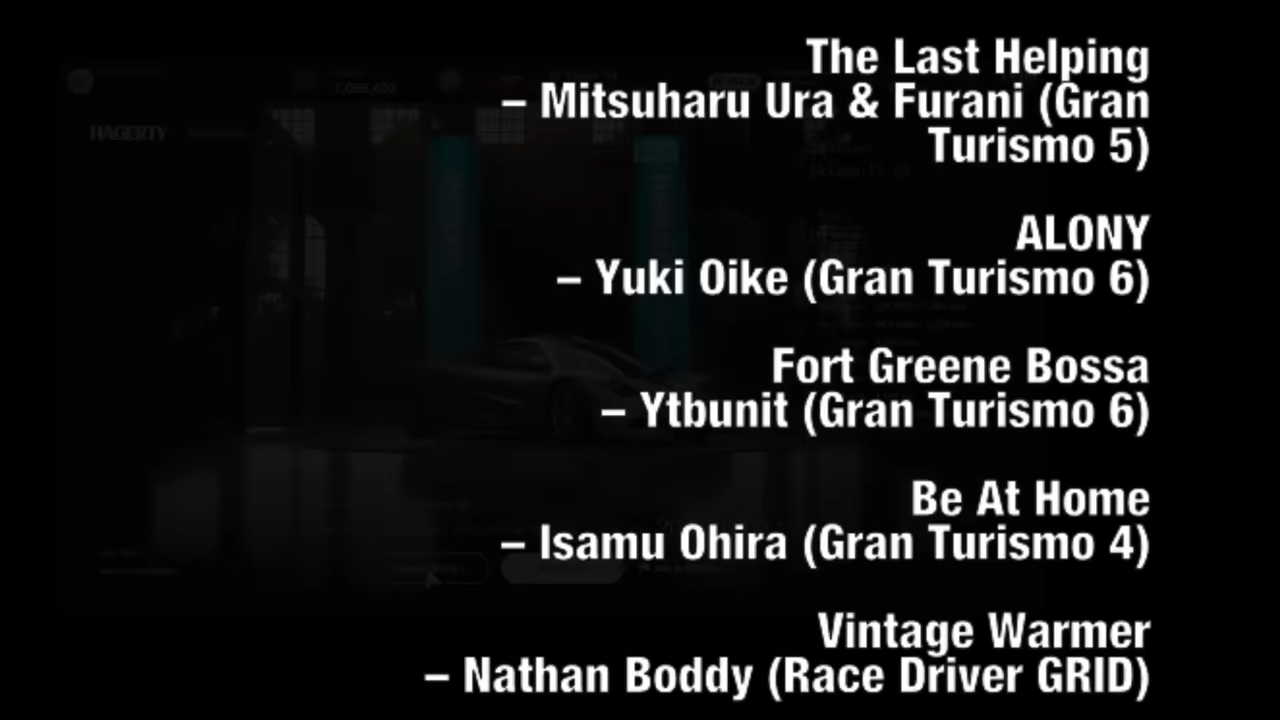 The Last Helping
– Mitsuharu Ura & Furani (Gran
Turismo 5)
ALONY
– Yuki Oike (Gran Turismo 6)
Fort Greene Bossa
– Ytbunit (Gran Turismo 6)
Be At Home
– Isamu Ohira (Gran Turismo 4)
Vintage Warmer
– Nathan Boddy (Race Driver GRID)
HAGERTY